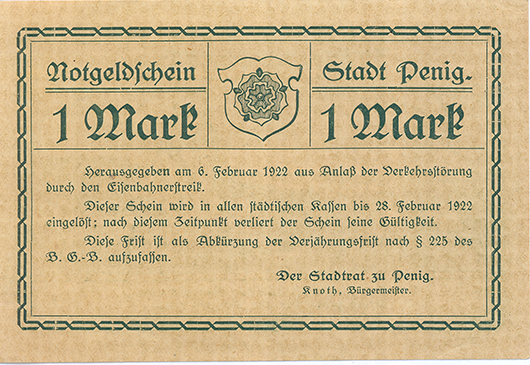 Notgeldschein
Stadt Penig.
1 Mark
1 Mark
Herausgegeben am 6. Februar 1922 aus Anlaß der Verkehrsstörung
durch den Eisenbahnerstreik.
Dieser Schein wird in allen städtischen Kassen bis 28. Februar 1922
eingelöst; nach diesem Zeitpunkt verliert der Schein seine Gültigkeit.
Diese Frist ist als Abkürzung der Verjährungsfrist nach § 225 des
B. G.-B. aufzufassen.
Der Stadtrat zu Penig.
Knoth, Bürgermeister.